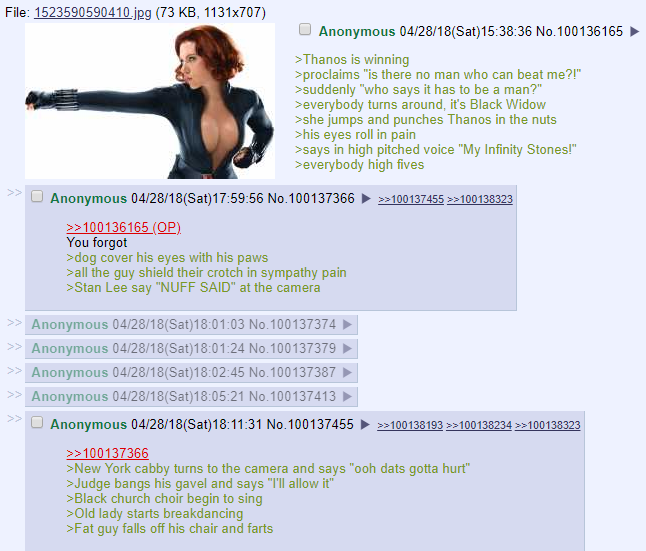 File: 1523590590410.jpg (73 KB, 1131x707)
Anonymous 04/28/18(Sat)15:38:36 No.100136165 ▶
>Thanos is winning
>proclaims "is there no man who can beat me?!"
>suddenly "who says it has to be a man?"
>everybody turns around, it's Black Widow
>she jumps and punches Thanos in the nuts
>his eyes roll in pain
>says in high pitched voice "My Infinity Stones!"
>everybody high fives
>> Anonymous 04/28/18(Sat)17:59:56 No.100137366 ▶ >>100137455 >>100138323
>>100136165 (OP)
You forgot
>dog cover his eyes with his paws
>all the guy shield their crotch in sympathy pain
>Stan Lee say "NUFF SAID" at the camera
>> Anonymous 04/28/18(Sat)18:01:03 No.100137374 ▶
>> Anonymous 04/28/18(Sat)18:01:24 No.100137379 ▶
>> Anonymous 04/28/18(Sat)18:02:45 No.100137387 ▶
>> Anonymous 04/28/18(Sat)18:05:21 No.100137413 ▶
>> Anonymous 04/28/18(Sat)18:11:31 No.100137455 ▶ >>100138193 >>100138234 >>100138323
>>100137366
>New York cabby turns to the camera and says "ooh dats gotta hurt"
>Judge bangs his gavel and says "I'll allow it"
>Black church choir begin to sing
>Old lady starts breakdancing
>Fat guy falls off his chair and farts